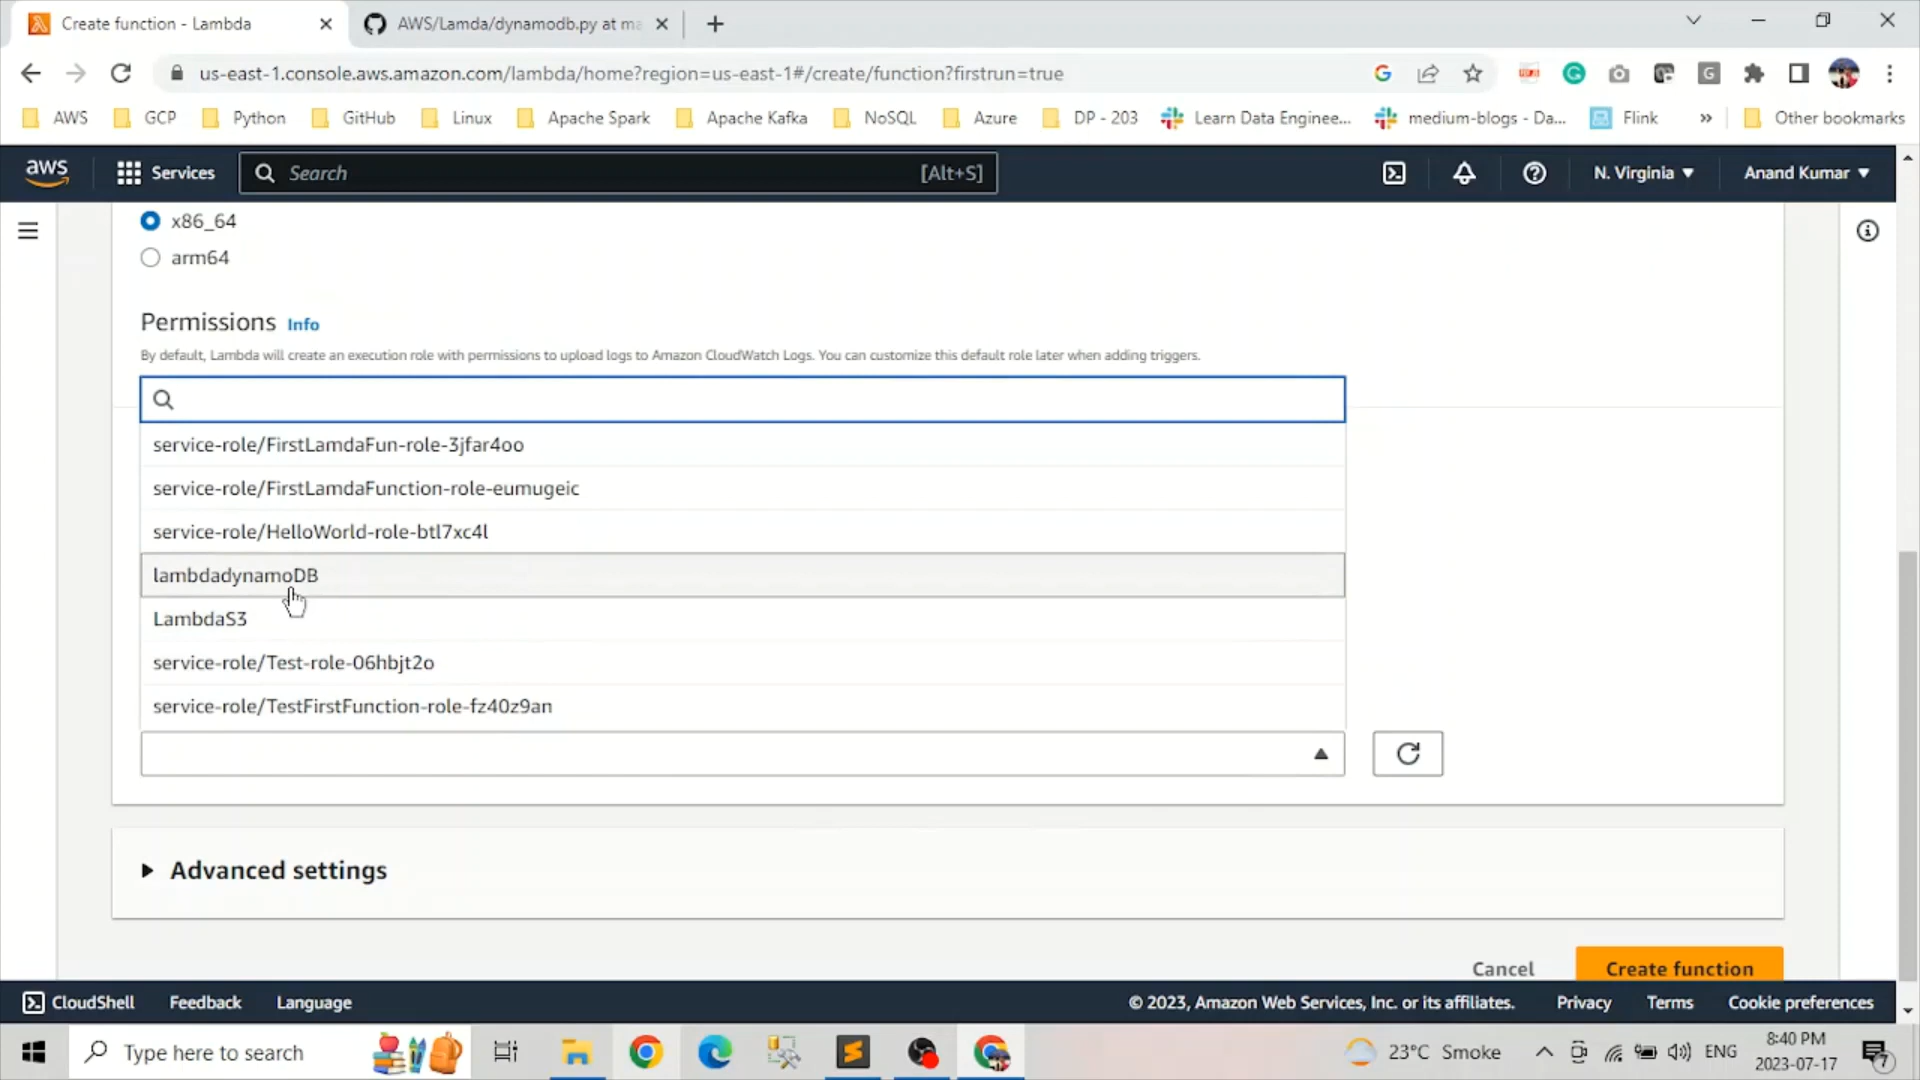 Create function - Lambda
AWS/Lamda/dynamodb.py at ma
us-east-1.console.aws.amazon.com/lambda/home?region=us-east-1#/create/function?firstrun=true
AWS
GCP
Python
GitHub
Linux
Apache Spark
Apache Kafka
NoSQL
Azure
DP - 203
Learn Data Enginee...
medium-blogs - Da...
Flink
»
Other bookmarks
aws
Services
Search
[Alt+S]
N. Virginia
Anand Kumar
x86_64
arm64
Permissions Info
By default, Lambda will create an execution role with permissions to upload logs to Amazon CloudWatch Logs. You can customize this default role later when adding triggers.
service-role/FirstLamdaFun-role-3jfar4oo
service-role/FirstLamdaFunction-role-eumugeic
service-role/HelloWorld-role-btl7xc4l
lambdadynamoDB
LambdaS3
service-role/Test-role-06hbjt2o
service-role/TestFirstFunction-role-fz40z9an
Advanced settings
Cancel
Create function
CloudShell
Feedback
Language
© 2023, Amazon Web Services, Inc. or its affiliates.
Privacy
Terms
Cookie preferences
Type here to search
23°C Smoke
ENG
8:40 PM
2023-07-17
7